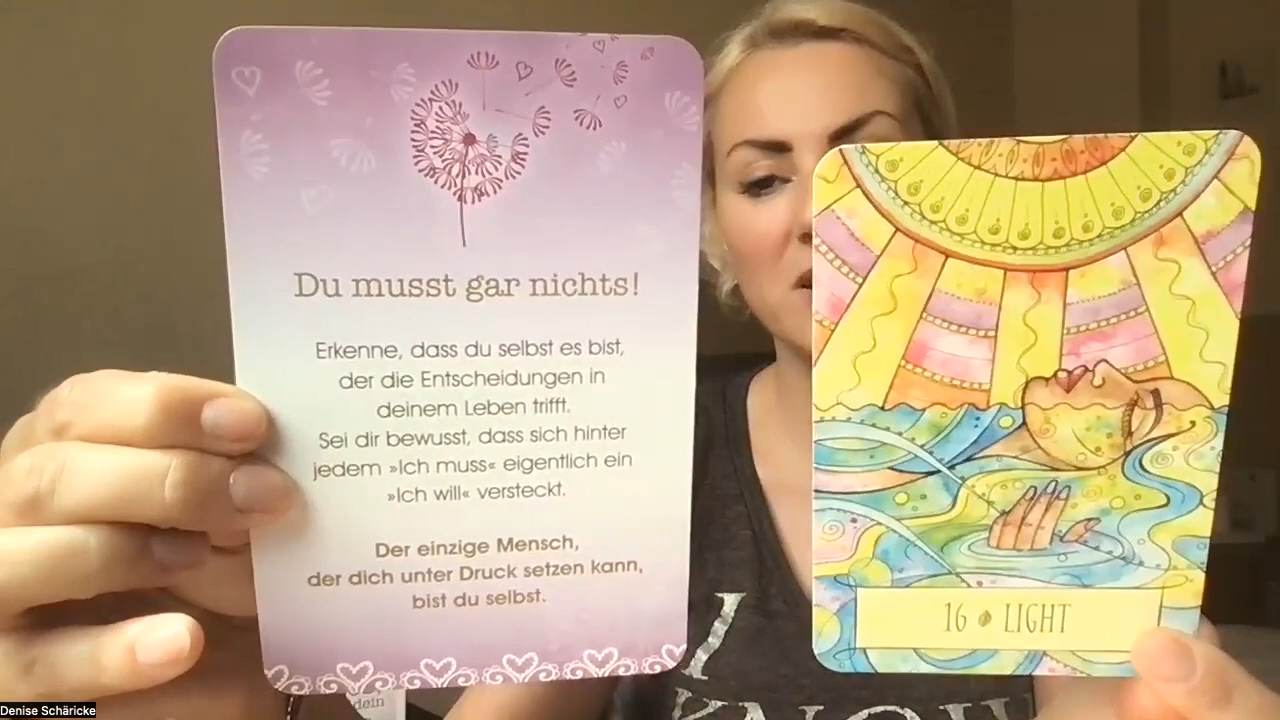 Du musst gar nichts!
Erkenne, dass du selbst es bist,
der die Entscheidungen in
deinem Leben trifft.
Sei dir bewusst, dass sich hinter
jedem »Ich muss« eigentlich ein
»Ich will« versteckt.
Der einzige Mensch,
der dich unter Druck setzen kann,
bist du selbst.
dein
16 LIGHT
I
KNOW
Denise Schäricke